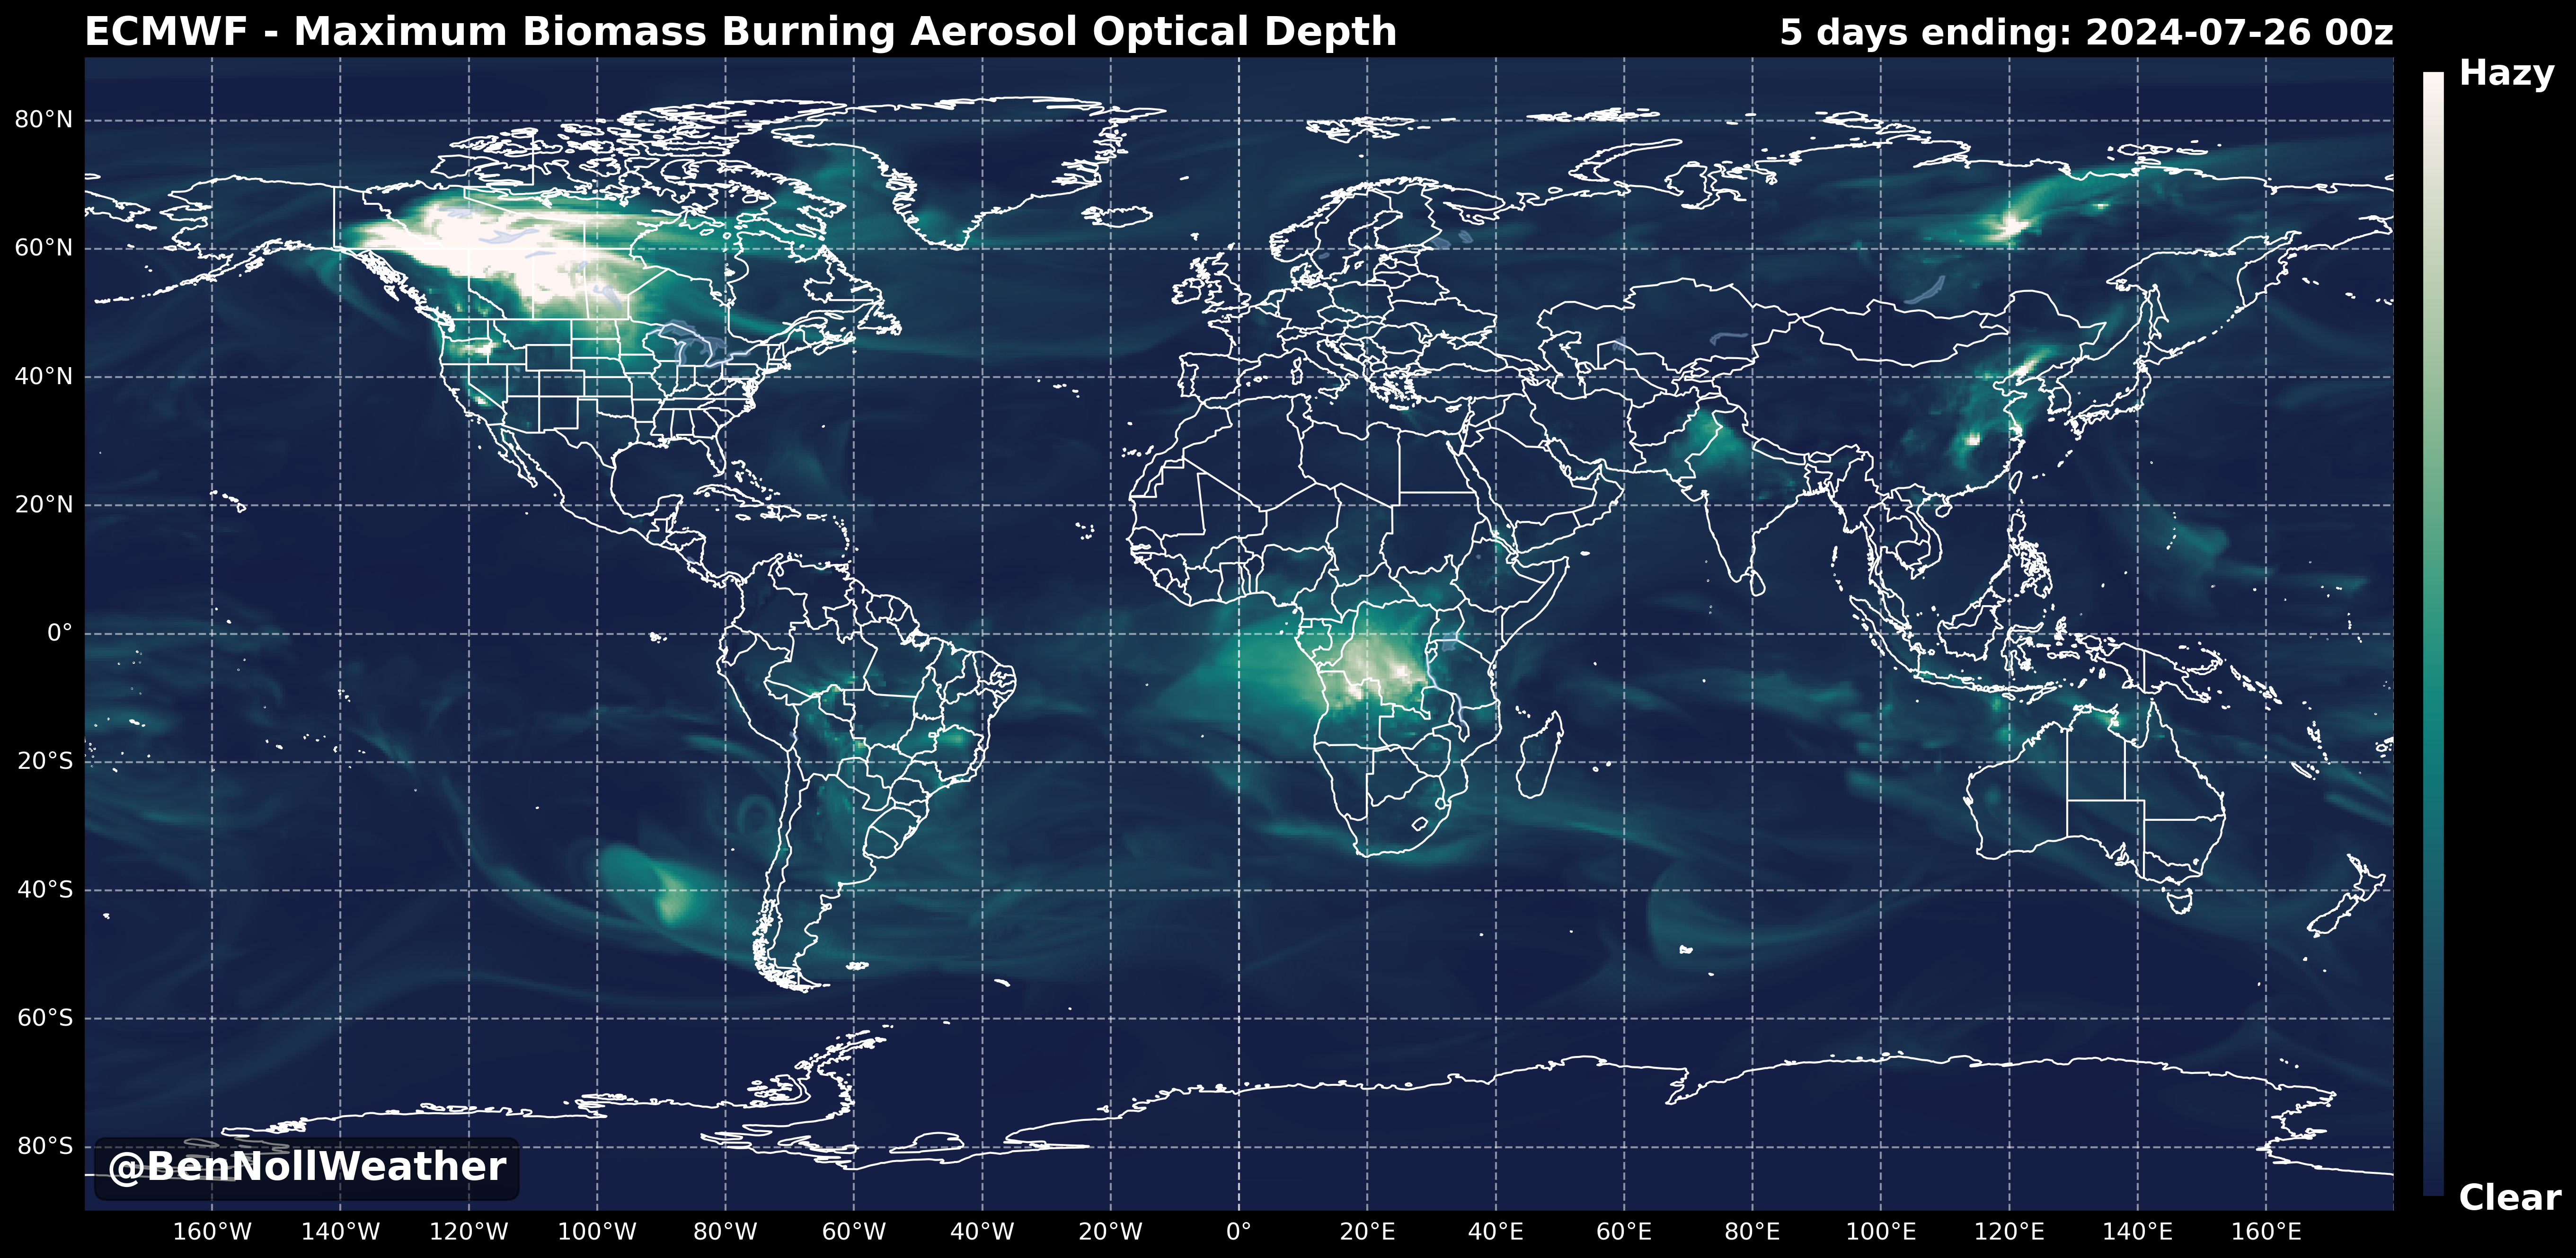 ECMWF - Maximum Biomass Burning Aerosol Optical Depth
5 days ending: 2024-07-26 00z
Hazy
80°N
60°N
40°N
20°N
0°
20°S
40°S
60°S
80°S
@BenNollWeather
Clear
160°W 140°W 120°W 100°W 80°W 60°W 40°W 20°W 0° 20°E 40°E 60°E 80°E 100°E 120°E 140°E 160°E